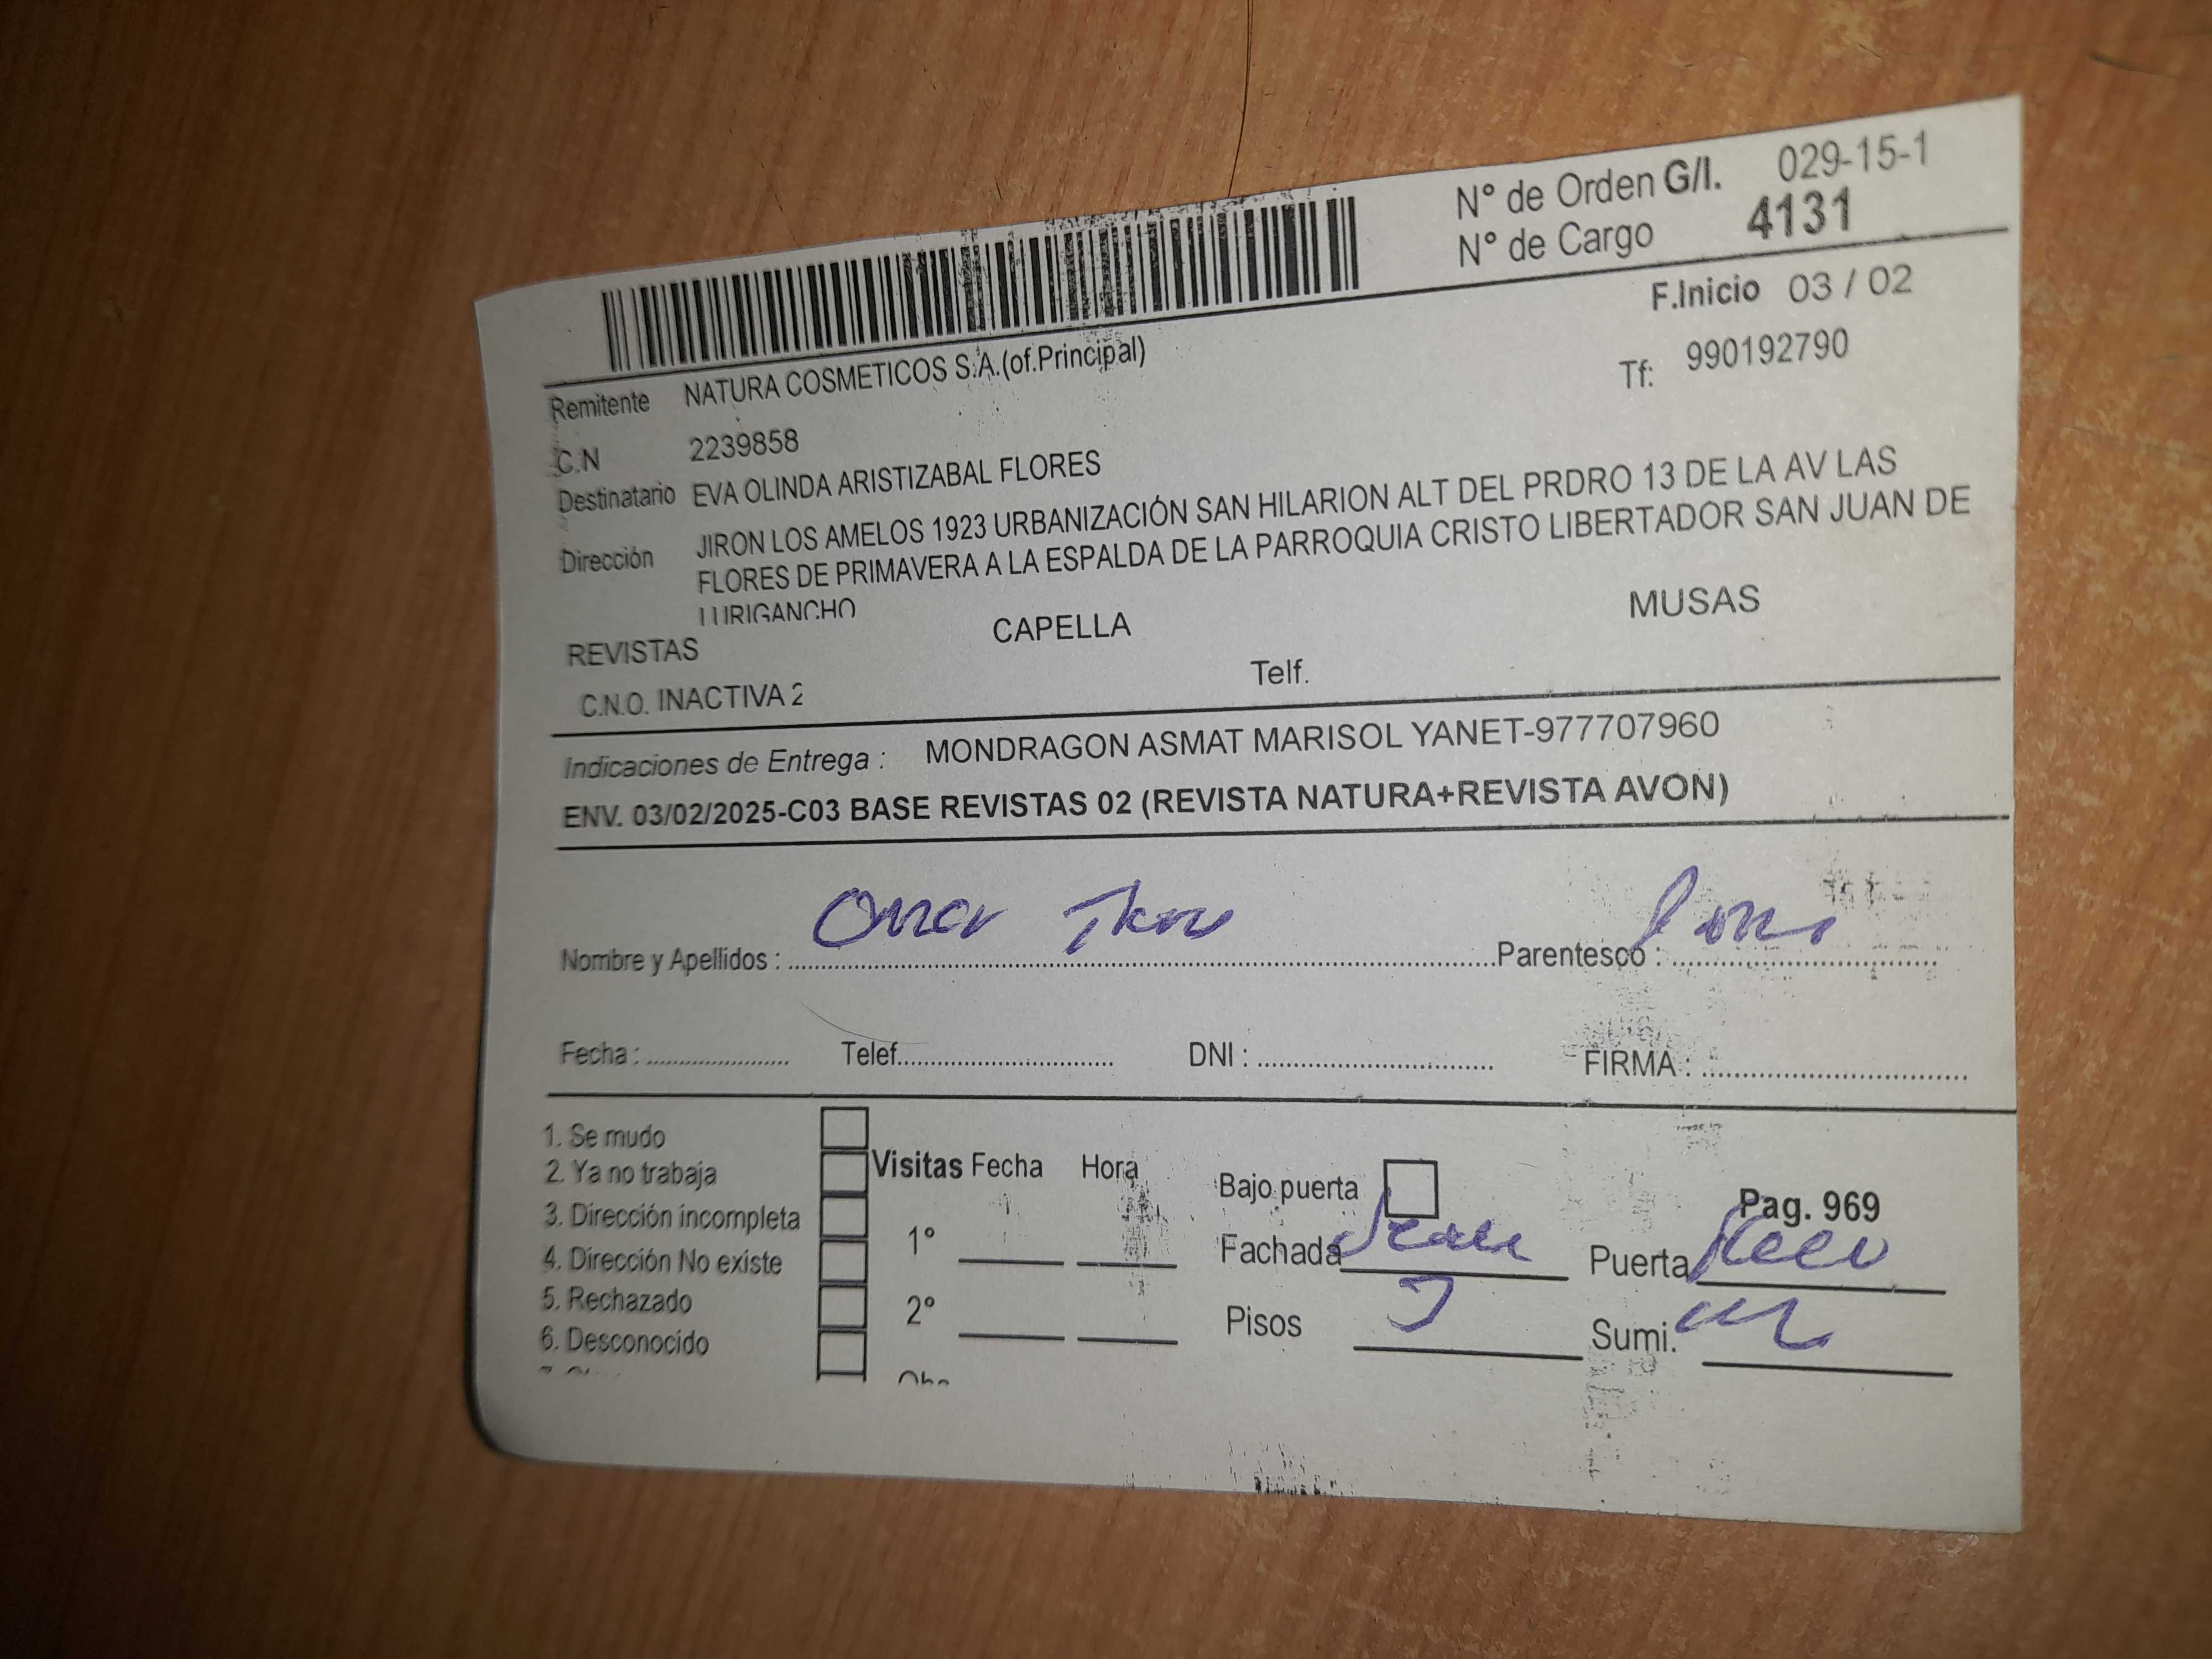 N° de Orden G/I. 029-15-1
N° de Cargo 4131
F.Inicio 03 / 02
Remitente NATURA COSMETICOS S.A.(of.Principal)
Tf: 990192790
C.N 2239858
Destinatario EVA OLINDA ARISTIZABAL FLORES
Dirección JIRON LOS AMELOS 1923 URBANIZACIÓN SAN HILARION ALT DEL PRDRO 13 DE LA AV LAS
FLORES DE PRIMAVERA A LA ESPALDA DE LA PARROQUIA CRISTO LIBERTADOR SAN JUAN DE
LURIGANCHO
REVISTAS CAPELLA MUSAS
C.N.O. INACTIVA 2 Telf.
Indicaciones de Entrega : MONDRAGON ASMAT MARISOL YANET-977707960
ENV. 03/02/2025-C03 BASE REVISTAS 02 (REVISTA NATURA+REVISTA AVON)
Nombre y Apellidos : Parentesco :
Fecha : Telef. DNI : FIRMA :
1. Se mudo
2. Ya no trabaja
3. Dirección incompleta
4. Dirección No existe
5. Rechazado
6. Desconocido
Visitas Fecha Hora
1°
2°
Bajo puerta
Pag. 969
Fachada Puerta
Pisos Sumi.